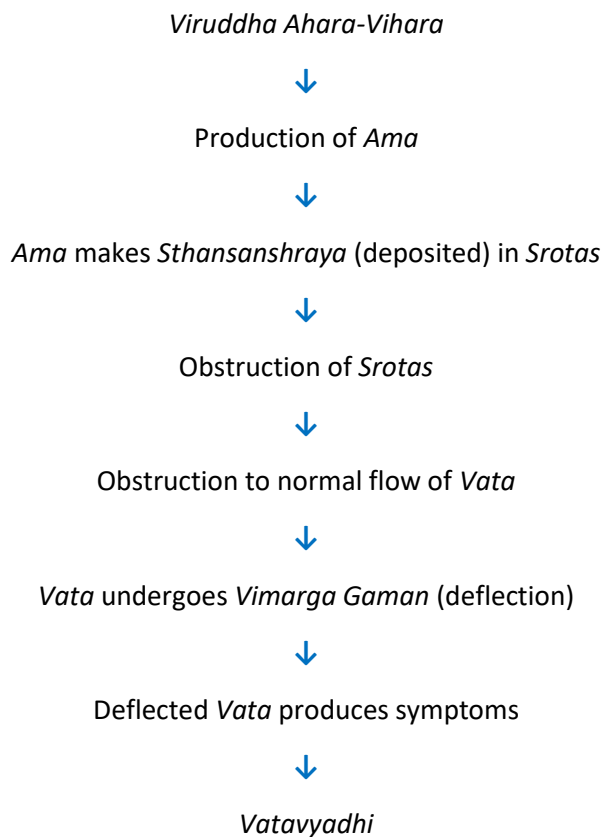 Viruddha Ahara-Vihara
Production of Ama
Ama makes Sthansanshraya (deposited) in Srotas
Obstruction of Srotas
Obstruction to normal flow of Vata
Vata undergoes Vimarga Gaman (deflection)
Deflected Vata produces symptoms
Vatavyadhi